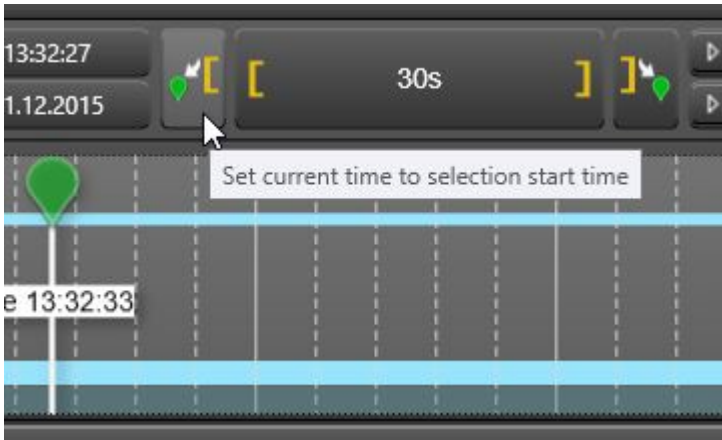 13:32:27
1.12.2015
[
[ 30s ]
]
Set current time to selection start time
e 13:32:33